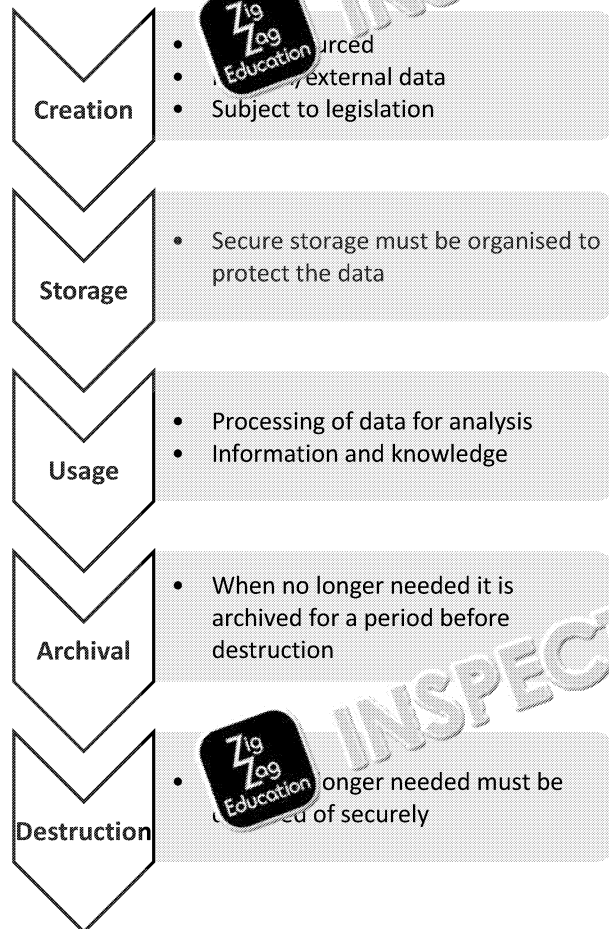 Zig
Zag
Education
INSPEC
Creation
• urced
• /external data
• Subject to legislation
Storage
• Secure storage must be organised to
protect the data
Usage
• Processing of data for analysis
• Information and knowledge
Archival
• When no longer needed it is
archived for a period before
destruction
INSPEC
Destruction
Zig
Zag
Education
• onger needed must be
of securely